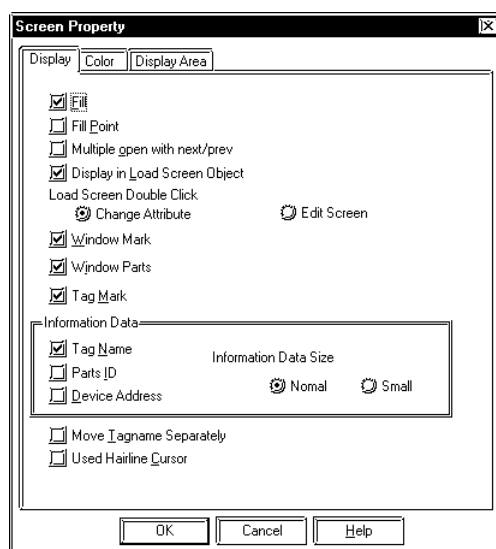 Screen Property
Display Color Display Area
Fill
Fill Point
Multiple open with next/prev
Display in Load Screen Object
Load Screen Double Click
Change Attribute Edit Screen
Window Mark
Window Parts
Tag Mark
Information Data
Tag Name
Information Data Size
Parts ID
Nomal Small
Device Address
Move Tagname Separately
Used Hairline Cursor
OK Cancel Help